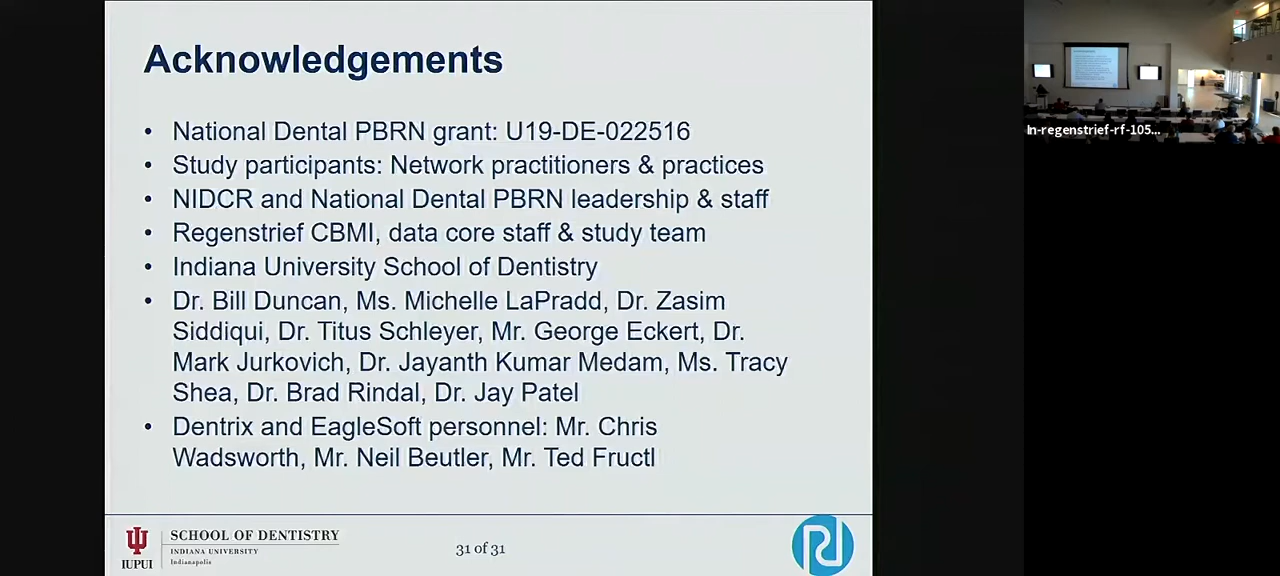 Acknowledgements
• National Dental PBRN grant: U19-DE-022516
• Study participants: Network practitioners & practices
• NIDCR and National Dental PBRN leadership & staff
• Regenstrief CBMI, data core staff & study team
• Indiana University School of Dentistry
• Dr. Bill Duncan, Ms. Michelle LaPradd, Dr. Zasim
Siddiqui, Dr. Titus Schleyer, Mr. George Eckert, Dr.
Mark Jurkovich, Dr. Jayanth Kumar Medam, Ms. Tracy
Shea, Dr. Brad Rindal, Dr. Jay Patel
• Dentrix and EagleSoft personnel: Mr. Chris
Wadsworth, Mr. Neil Beutler, Mr. Ted Fructl
IUPUI
SCHOOL OF DENTISTRY
INDIANA UNIVERSITY
Indianapolis
31 of 31
In-regenstrief-rf-105...